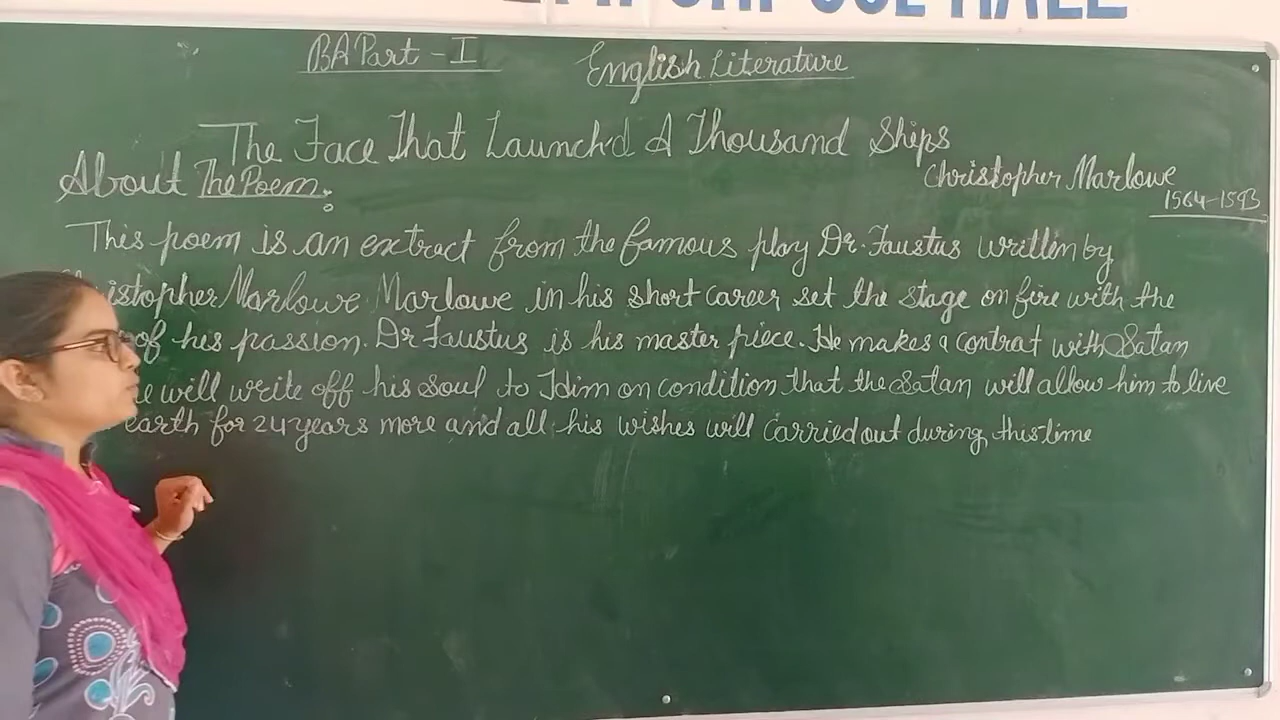 HALL
BA Part - I
English Literature
The Face That Launchd A Thousand Ships
Christopher Marlowe
1564-1593
About The Poem:
This poem is an extract from the famous play Dr. Faustus written by
Marlowe. Marlowe in his short career, set the stage on fire with the
of his passion. Dr Faustus is his master piece. He makes a contrat with Satan
will write off his soul to him on condition that the Satan will allow him to live
earth for 24 years more and all his wishes will carried out during this time